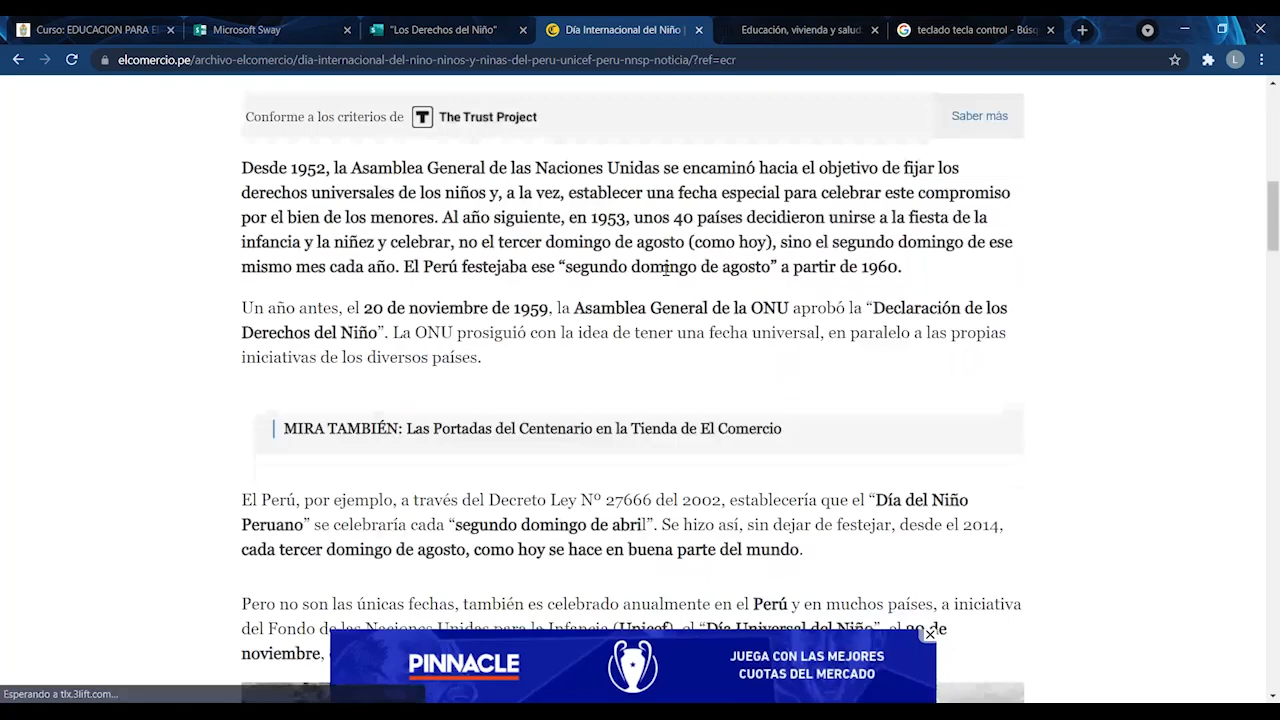 Curso: EDUCACION PARA E
Microsoft Sway
"Los Derechos del Niño"
Día Internacional del Niño |
Educación, vivienda y salud
teclado tecla control - Búsq
elcomercio.pe/archivo-elcomercio/dia-internacional-del-nino-ninos-y-ninas-del-peru-unicef-peru-nnsp-noticia/?ref=ecr
L
Conforme a los criterios de T The Trust Project
Saber más
Desde 1952, la Asamblea General de las Naciones Unidas se encaminó hacia el objetivo de fijar los
derechos universales de los niños y, a la vez, establecer una fecha especial para celebrar este compromiso
por el bien de los menores. Al año siguiente, en 1953, unos 40 países decidieron unirse a la fiesta de la
infancia y la niñez y celebrar, no el tercer domingo de agosto (como hoy), sino el segundo domingo de ese
mismo mes cada año. El Perú festejaba ese “segundo domingo de agosto” a partir de 1960.
Un año antes, el 20 de noviembre de 1959, la Asamblea General de la ONU aprobó la “Declaración de los
Derechos del Niño”. La ONU prosiguió con la idea de tener una fecha universal, en paralelo a las propias
iniciativas de los diversos países.
MIRA TAMBIÉN: Las Portadas del Centenario en la Tienda de El Comercio
El Perú, por ejemplo, a través del Decreto Ley Nº 27666 del 2002, establecería que el “Día del Niño
Peruano” se celebraría cada “segundo domingo de abril”. Se hizo así, sin dejar de festejar, desde el 2014,
cada tercer domingo de agosto, como hoy se hace en buena parte del mundo.
Pero no son las únicas fechas, también es celebrado anualmente en el Perú y en muchos países, a iniciativa
del Fondo de las Naciones Unidas para la Infancia (Unicef), el “Día Universal del Niño”, el 20 de
noviembre,
PINNACLE
JUEGA CON LAS MEJORES
CUOTAS DEL MERCADO
Esperando a tlx.3lift.com...